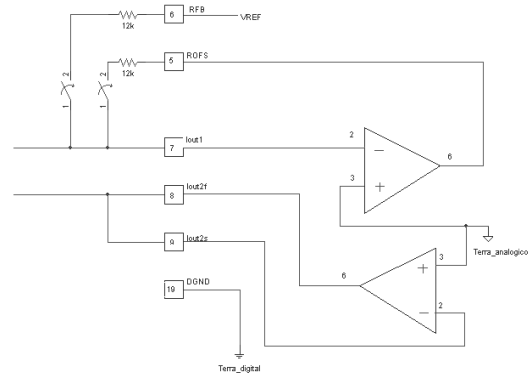 RFB
6
VREF
12k
ROFS
5
12k
2
1
2
1
Iout1
7
2
3
6
Iout2f
8
Iout2s
9
Terra_analogico
6
3
2
DGND
19
Terra_digital